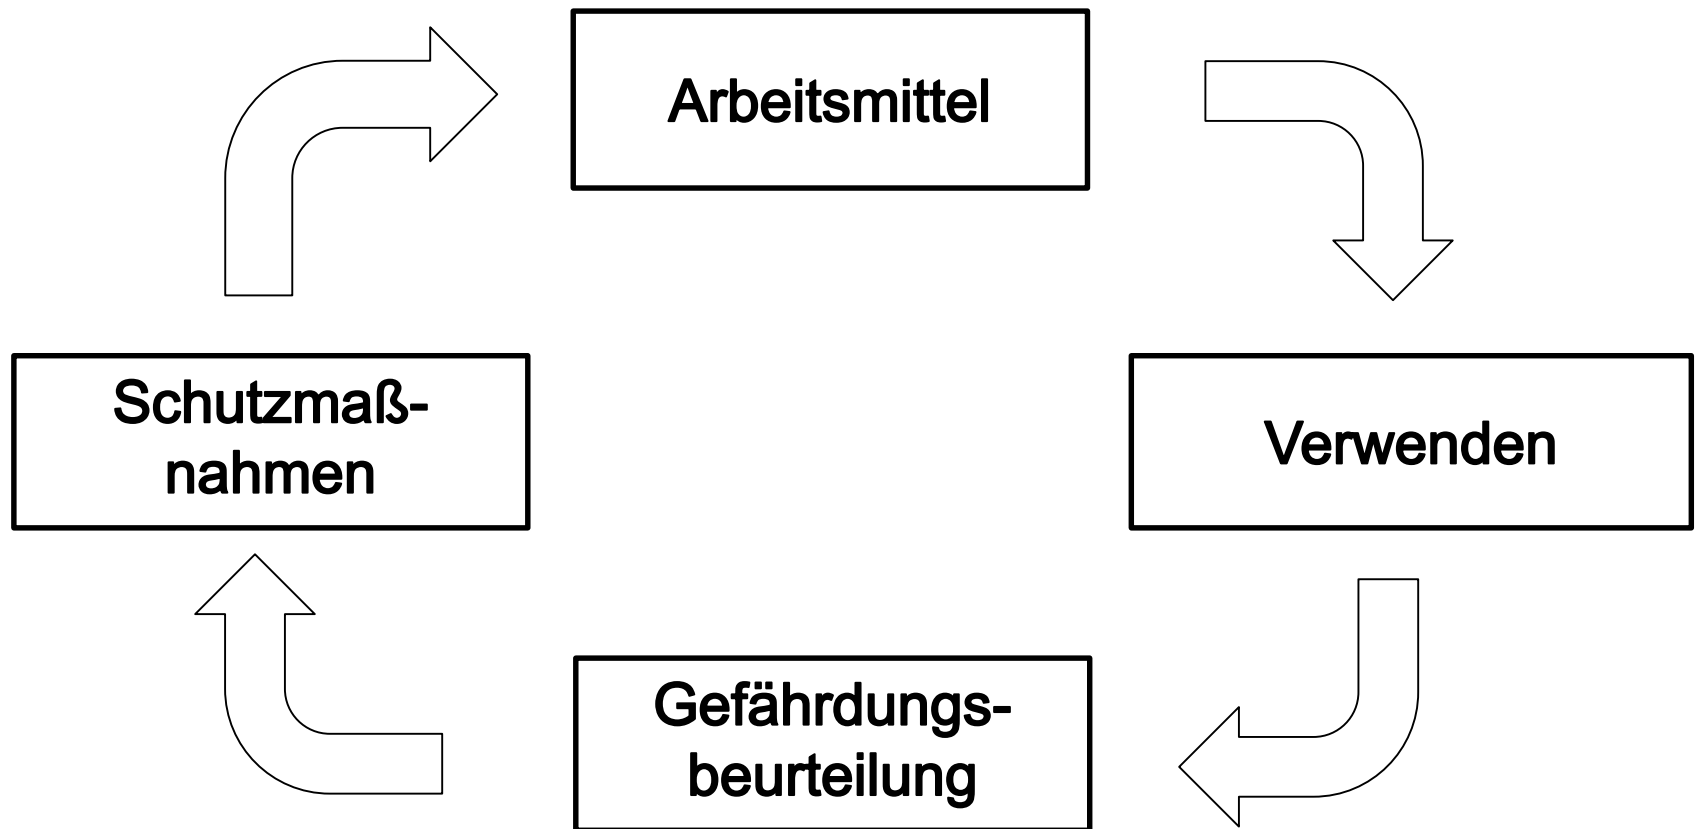 Arbeitsmittel
Schutzmaß-
nahmen
Verwenden
Gefährdungs-
beurteilung